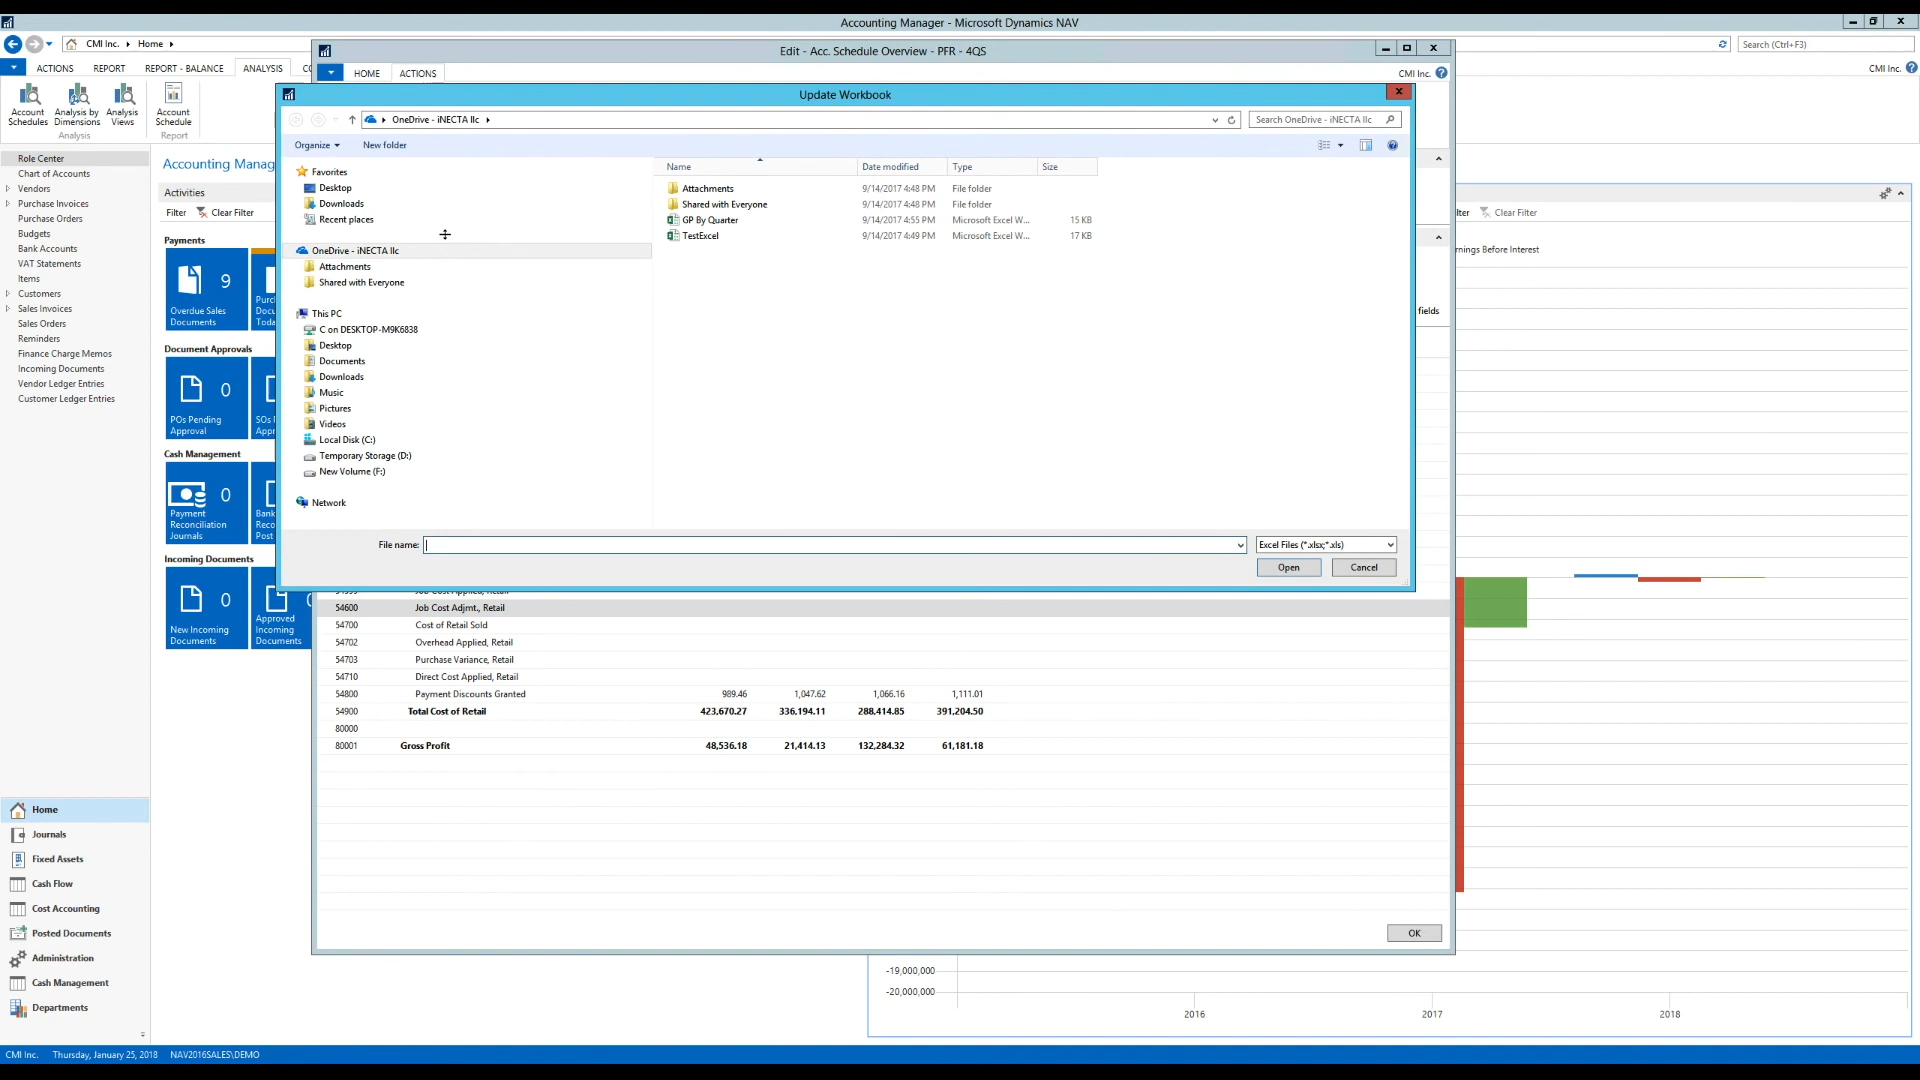 Accounting Manager - Microsoft Dynamics NAV
CMI Inc. Home
Search (Ctrl+F3)
ACTIONS REPORT REPORT - BALANCE ANALYSIS
CMI Inc.
Account Schedules
Analysis by Dimensions
Analysis Views
Account Schedule
Analysis
Report
Role Center
Chart of Accounts
Vendors
Purchase Invoices
Purchase Orders
Budgets
Bank Accounts
VAT Statements
Items
Customers
Sales Invoices
Sales Orders
Reminders
Finance Charge Memos
Incoming Documents
Vendor Ledger Entries
Customer Ledger Entries
Home
Journals
Fixed Assets
Cash Flow
Cost Accounting
Posted Documents
Administration
Cash Management
Departments
Accounting Manag
Activities
Filter Clear Filter
Payments
9
Overdue Sales Documents
Document Approvals
0
POs Pending Approval
Cash Management
0
Payment Reconciliation Journals
Incoming Documents
0
New Incoming Documents
Approved Incoming Documents
Edit - Acc. Schedule Overview - PFR - 4QS
HOME ACTIONS
CMI Inc.
Update Workbook
OneDrive - iNECTA llc
Search OneDrive - iNECTA llc
Organize New folder
Favorites
Desktop
Downloads
Recent places
OneDrive - iNECTA llc
Attachments
Shared with Everyone
This PC
C on DESKTOP-M9K6838
Desktop
Documents
Downloads
Music
Pictures
Videos
Local Disk (C:)
Temporary Storage (D:)
New Volume (F:)
Network
Name Date modified Type Size
Attachments 9/14/2017 4:48 PM File folder
Shared with Everyone 9/14/2017 4:48 PM File folder
GP By Quarter 9/14/2017 4:55 PM Microsoft Excel W... 15 KB
TestExcel 9/14/2017 4:49 PM Microsoft Excel W... 17 KB
File name:
Excel Files (*.xlsx;*.xls)
Open Cancel
54600 Job Cost Adjmt., Retail
54700 Cost of Retail Sold
54702 Overhead Applied, Retail
54703 Purchase Variance, Retail
54710 Direct Cost Applied, Retail
54800 Payment Discounts Granted 989.46 1,047.62 1,066.16 1,111.01
54900 Total Cost of Retail 423,670.27 336,194.11 288,414.85 391,204.50
80000
80001 Gross Profit 48,536.18 21,414.13 132,284.32 61,181.18
OK
fields
Clear Filter
nings Before Interest
-19,000,000
-20,000,000
2016 2017 2018
CMI Inc. Thursday, January 25, 2018 NAV2016SALES\DEMO